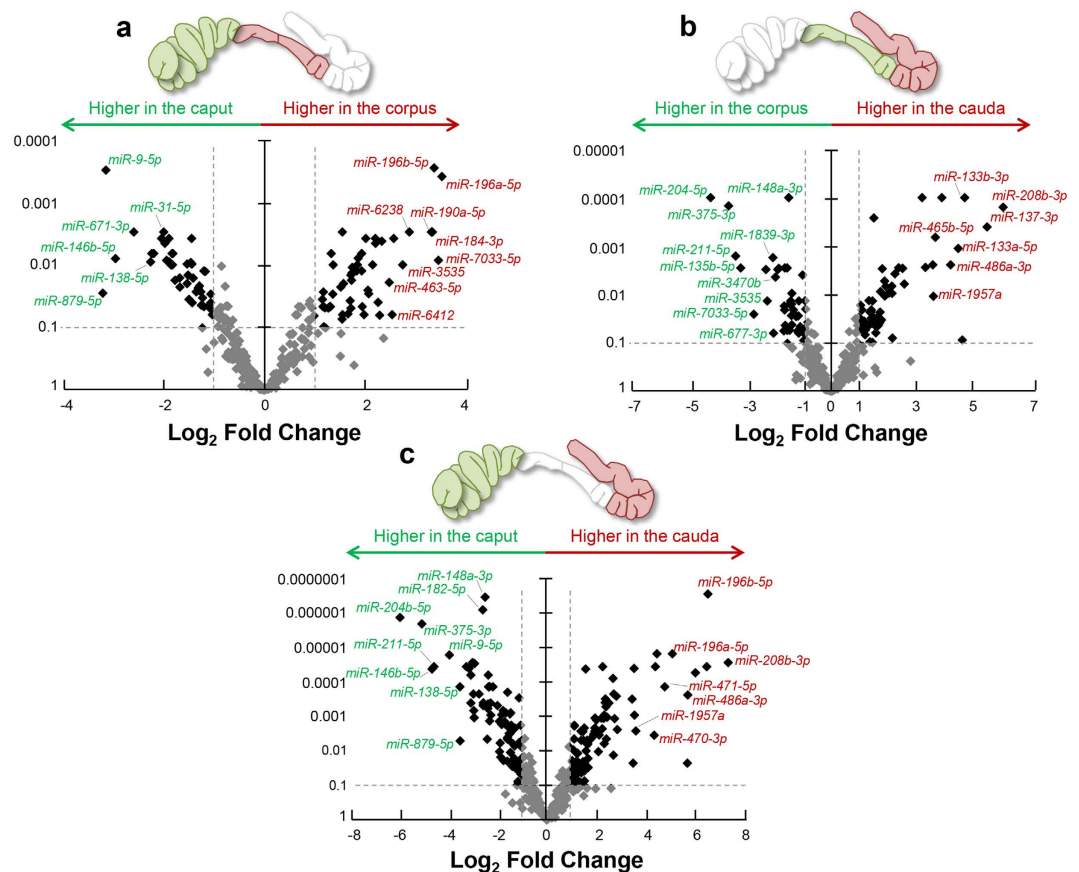 a
Higher in the caput Higher in the corpus
0.0001
miR-9-5p
miR-196b-5p
miR-196a-5p
0.001
miR-31-5p
miR-6238
miR-190a-5p
miR-671-3p
miR-184-3p
miR-146b-5p
miR-7033-5p
0.01
miR-138-5p
miR-3535
miR-463-5p
miR-879-5p
miR-6412
0.1
1
-4 -2 0 2 4
Log2 Fold Change
b
Higher in the corpus Higher in the cauda
0.00001
miR-133b-3p
miR-204-5p
miR-148a-3p
miR-208b-3p
0.0001
miR-375-3p
miR-137-3p
miR-465b-5p
miR-1839-3p
miR-211-5p
0.001
miR-133a-5p
miR-135b-5p
miR-486a-3p
miR-3470b
miR-3535
0.01
miR-1957a
miR-7033-5p
miR-677-3p
0.1
1
-7 -5 -3 -1 0 1 3 5 7
Log2 Fold Change
c
Higher in the caput Higher in the cauda
0.0000001
miR-148a-3p
miR-196b-5p
miR-182-5p
0.000001
miR-204b-5p
miR-375-3p
miR-211-5p
miR-9-5p
miR-196a-5p
0.00001
miR-208b-3p
miR-146b-5p
0.0001
miR-138-5p
miR-471-5p
miR-486a-3p
0.001
miR-1957a
miR-879-5p
miR-470-3p
0.01
0.1
1
-8 -6 -4 -2 0 2 4 6 8
Log2 Fold Change